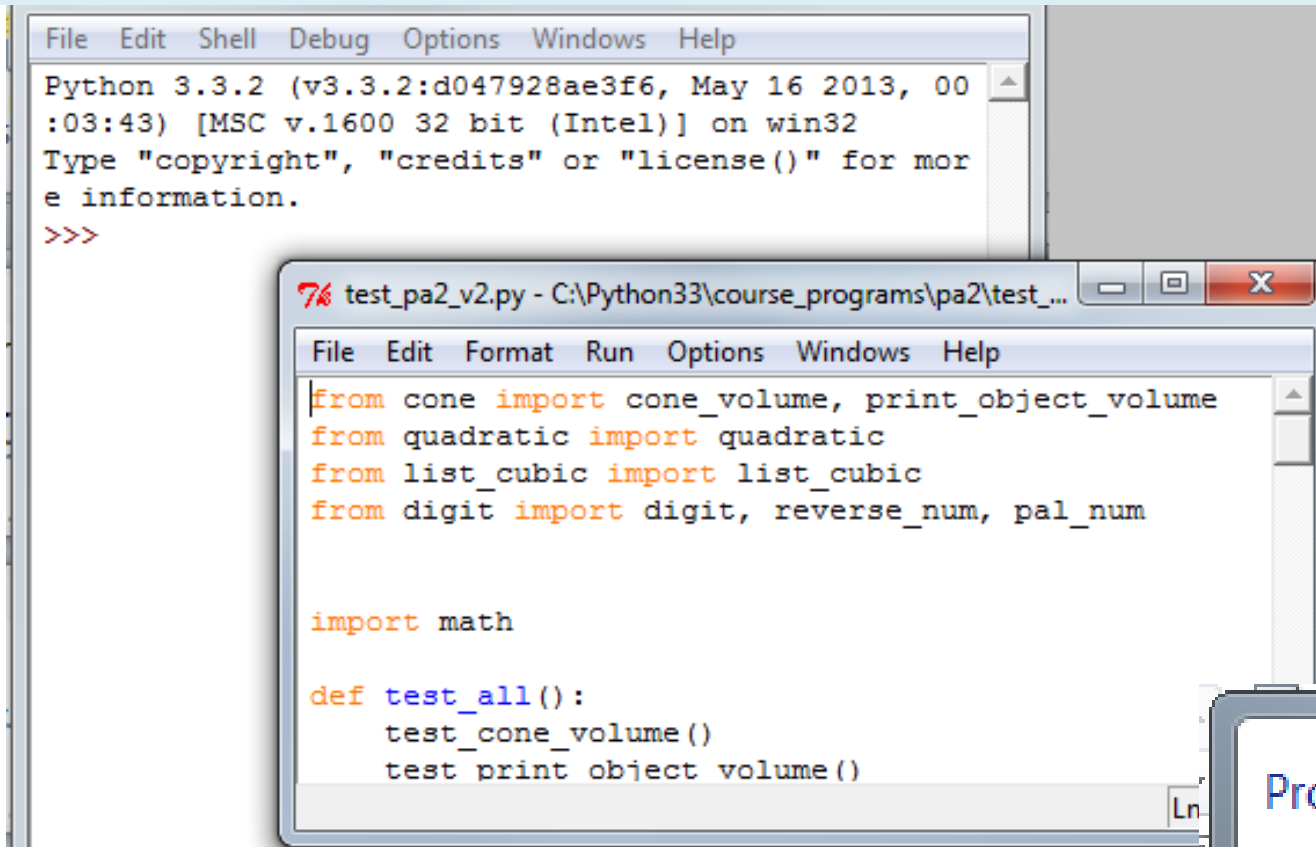 File Edit Shell Debug Options Windows Help
Python 3.3.2 (v3.3.2:d047928ae3f6, May 16 2013, 00
:03:43) [MSC v.1600 32 bit (Intel)] on win32
Type "copyright", "credits" or "license()" for mor
e information.
>>>
test_pa2_v2.py - C:\Python33\course_programs\pa2\test_...
File Edit Format Run Options Windows Help
from cone import cone_volume, print_object_volume
from quadratic import quadratic
from list_cubic import list_cubic
from digit import digit, reverse_num, pal_num
import math
def test_all():
test_cone_volume()
test_print_object_volume()
Ln